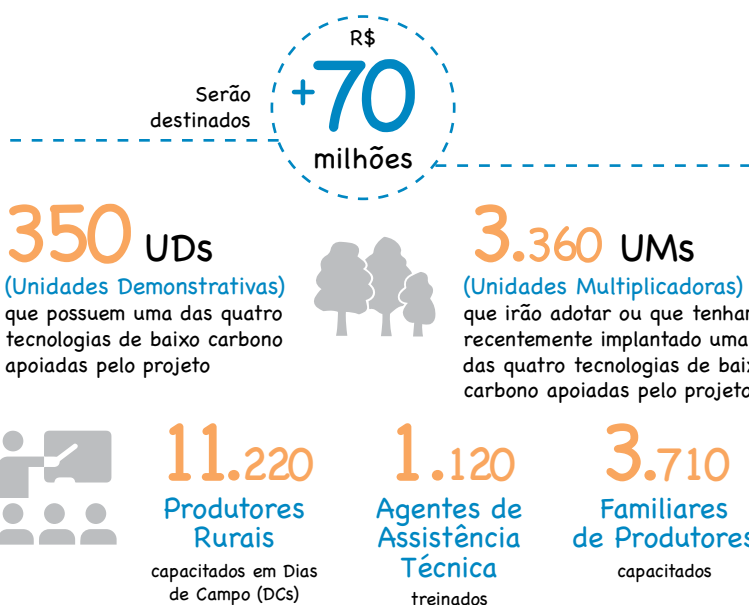 Serão
destinados
R$
+70
milhões
350 UDs
(Unidades Demonstrativas)
que possuem uma das quatro
tecnologias de baixo carbono
apoiadas pelo projeto
3.360 UMs
(Unidades Multiplicadoras)
que irão adotar ou que tenham
recentemente implantado uma
das quatro tecnologias de baix
carbono apoiadas pelo projeto
11.220
Produtores
Rurais
capacitados em Dias
de Campo (DCs)
1.120
Agentes de
Assistência
Técnica
treinados
3.710
Familiares
de Produtores
capacitados